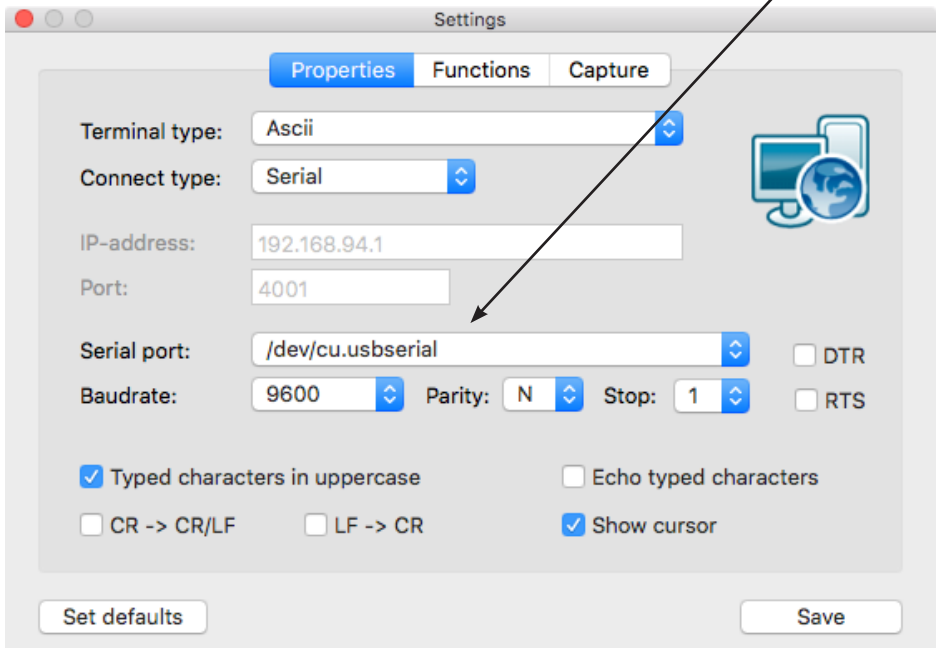 Settings
Properties Functions Capture
Terminal type: Ascii
Connect type: Serial
IP-address: 192.168.94.1
Port: 4001
Serial port: /dev/cu.usbserial DTR
Baudrate: 9600 Parity: N Stop: 1 RTS
Typed characters in uppercase Echo typed characters
CR -> CR/LF LF -> CR Show cursor
Set defaults Save